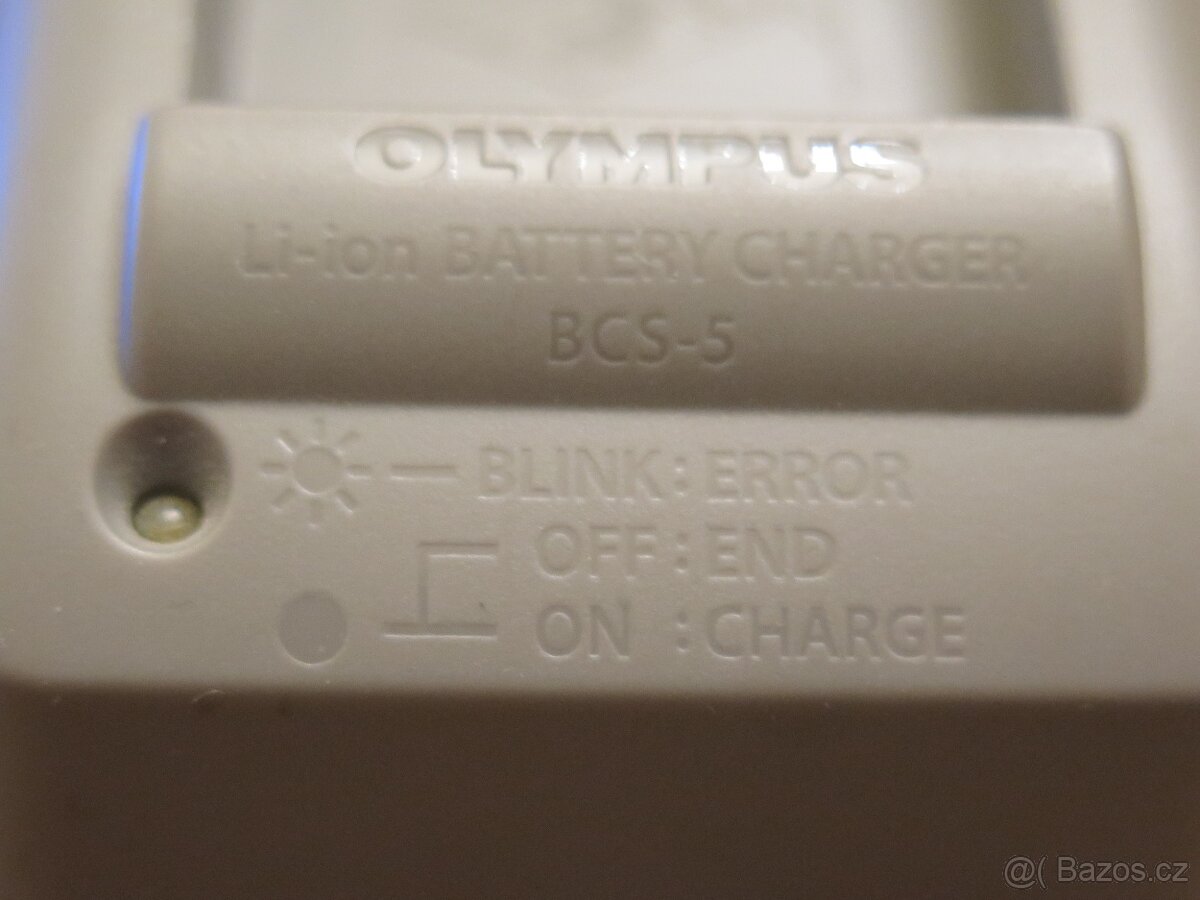 OLYMPUS
Li-ion BATTERY CHARGER
BCS-5
BLINK : ERROR
OFF : END
ON : CHARGE
@( Bazos.cz